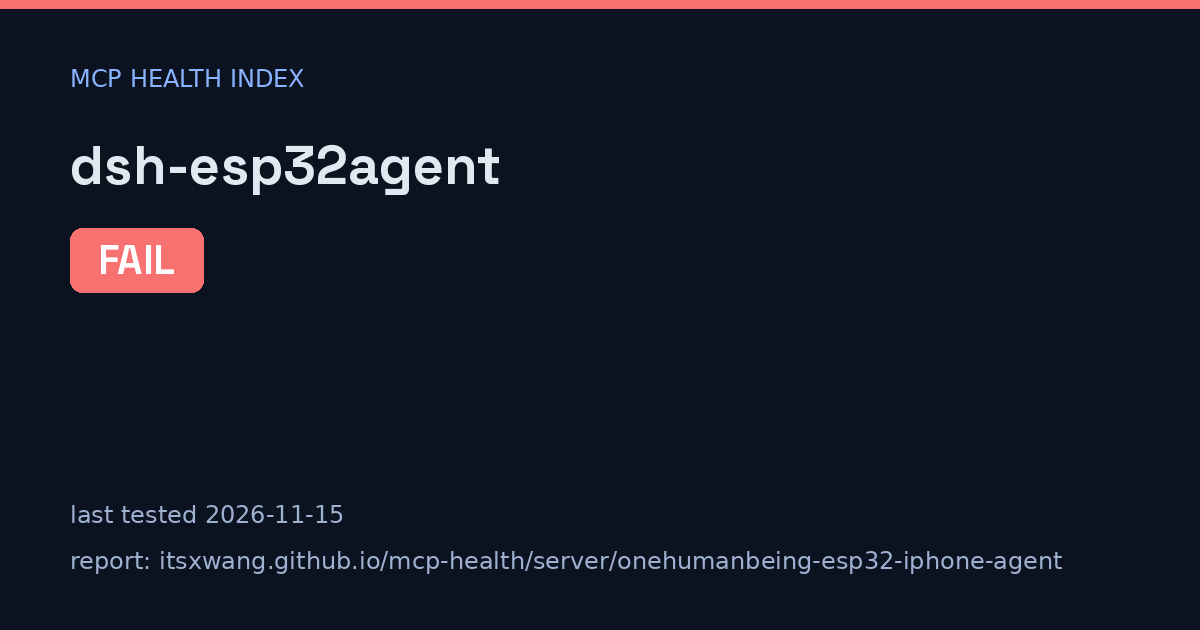 MCP HEALTH INDEX
dsh-esp32agent
FAIL
last tested 2026-11-15
report: itsxwang.github.io/mcp-health/server/onehumanbeing-esp32-iphone-agent